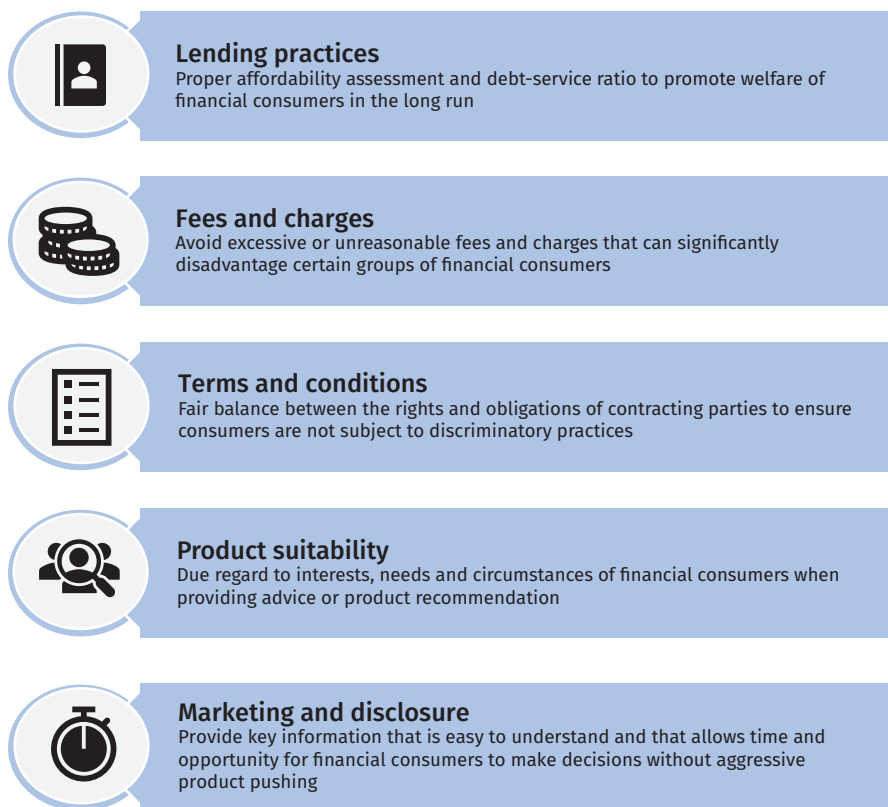 Lending practices
Proper affordability assessment and debt-service ratio to promote welfare of
financial consumers in the long run
Fees and charges
Avoid excessive or unreasonable fees and charges that can significantly
disadvantage certain groups of financial consumers
Terms and conditions
Fair balance between the rights and obligations of contracting parties to ensure
consumers are not subject to discriminatory practices
Product suitability
Due regard to interests, needs and circumstances of financial consumers when
providing advice or product recommendation
Marketing and disclosure
Provide key information that is easy to understand and that allows time and
opportunity for financial consumers to make decisions without aggressive
product pushing